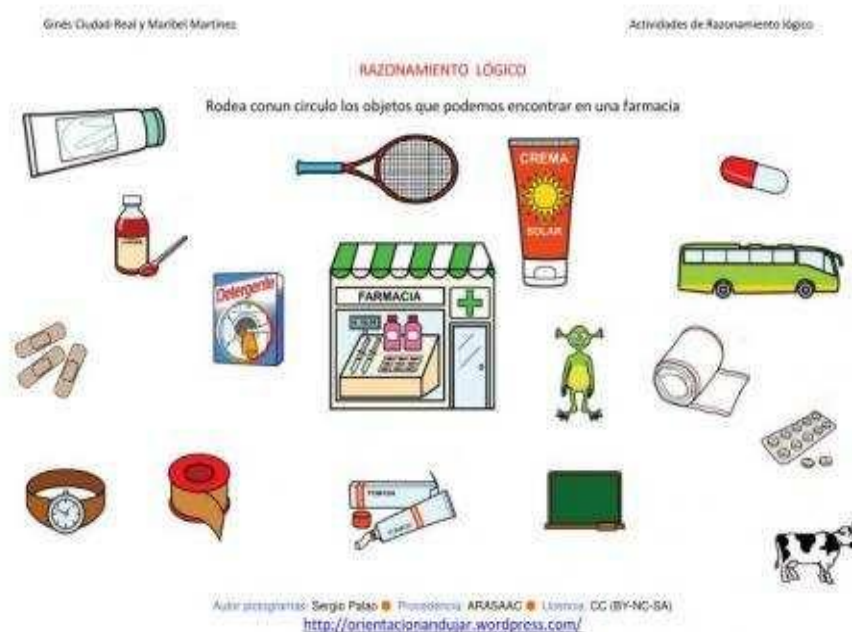 Ginés Ciudad-Real y Maribel Martínez
Actividades de Razonamiento lógico
RAZONAMIENTO LÓGICO
Rodea conun circulo los objetos que podemos encontrar en una farmacia
CREMA
SOLAR
Detergente
FARMACIA
POMADA
Autor pictogramas: Sergio Palao Procedencia: ARASAAC Licencia: CC (BY-NC-SA)
http://orientacionandujar.wordpress.com/